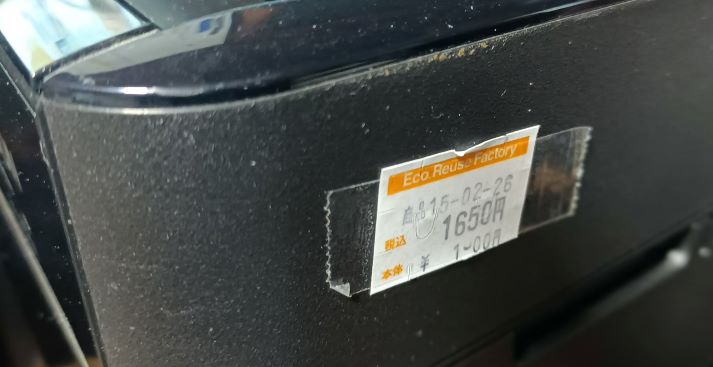 Eco.Reuse Factory
15-02-26
税込 1650円
本体 ¥